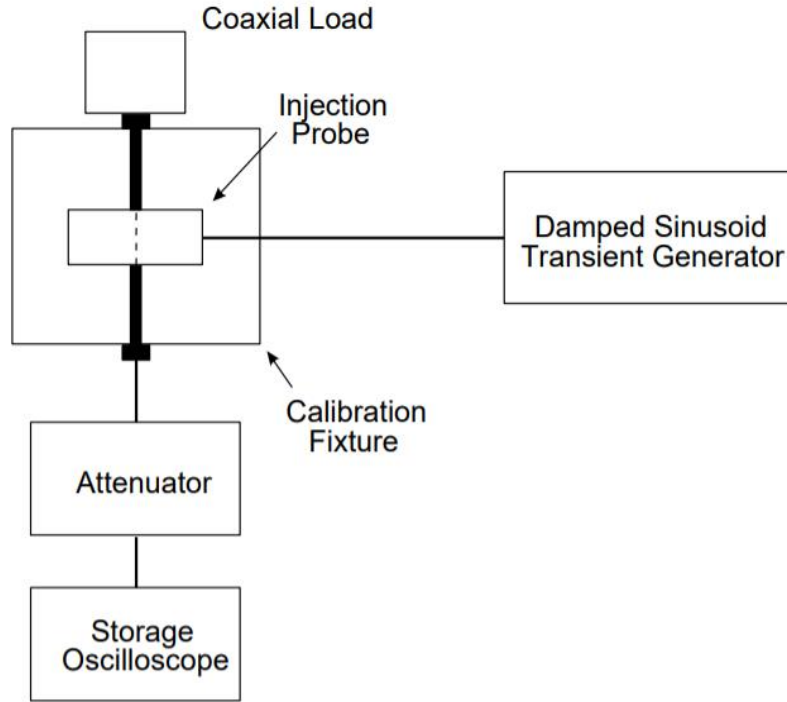 Coaxial Load
Injection
Probe
Damped Sinusoid
Transient Generator
Calibration
Fixture
Attenuator
Storage
Oscilloscope